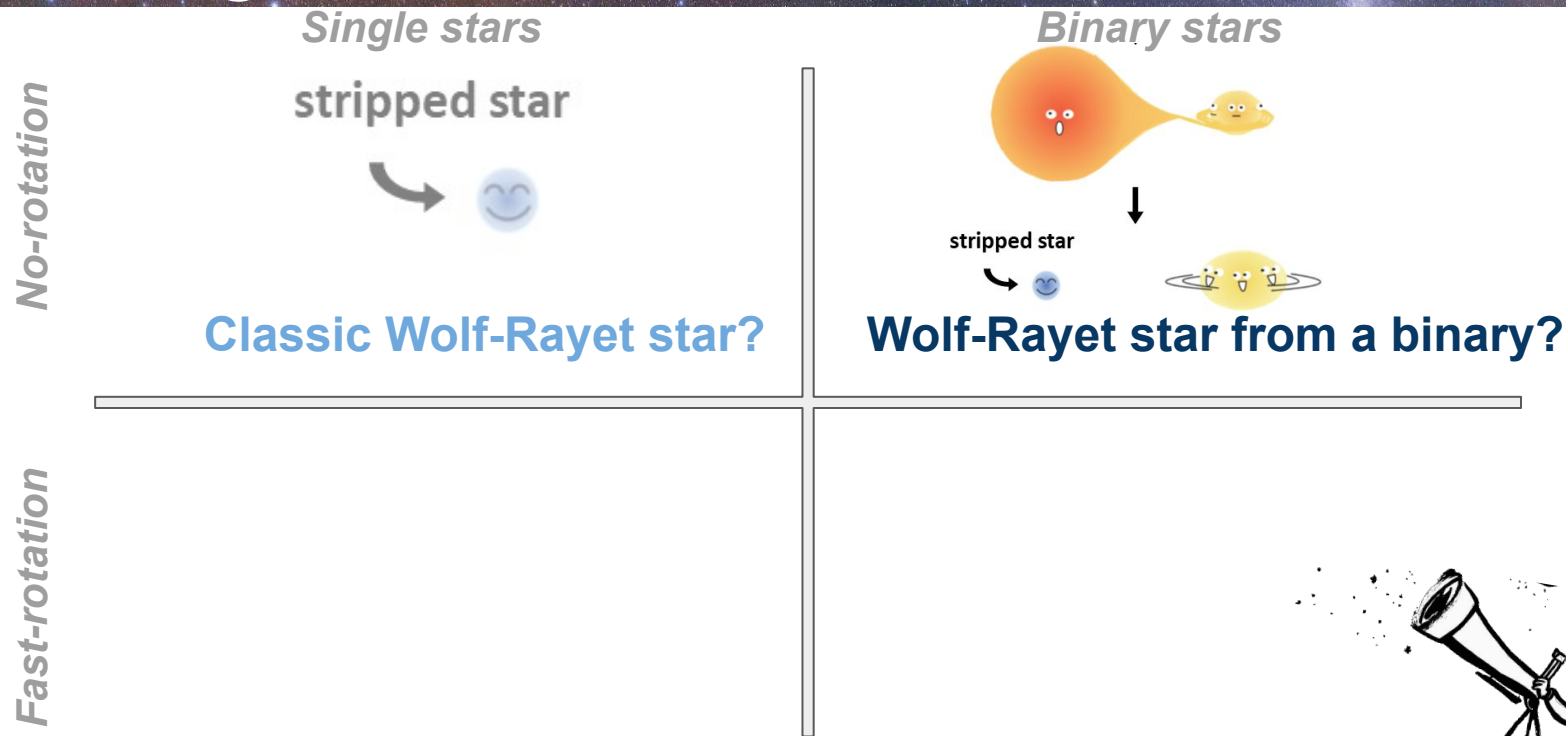 Single stars
Binary stars
No-rotation
stripped star
stripped star
Classic Wolf-Rayet star?
Wolf-Rayet star from a binary?
Fast-rotation